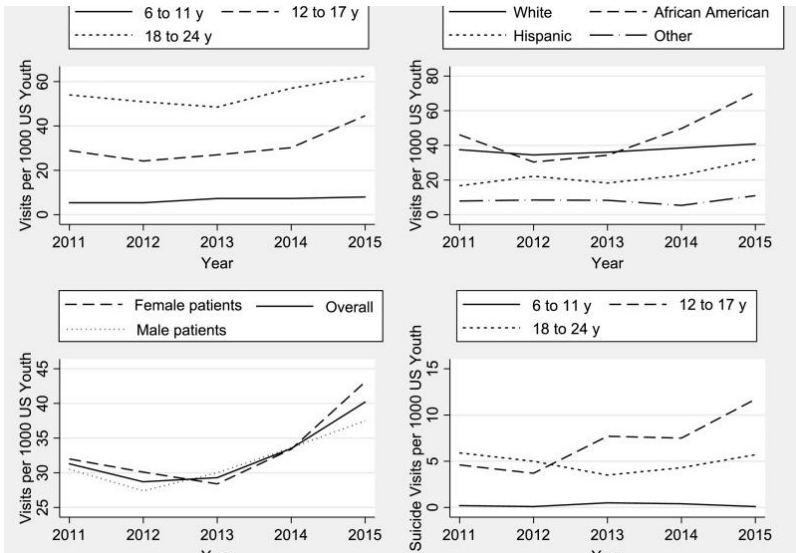 6 to 11 y 12 to 17 y
18 to 24 y
Visits per 1000 US Youth
60
40
20
0
2011 2012 2013 2014 2015
Year
White African American
Hispanic Other
Visits per 1000 US Youth
80
60
40
20
0
2011 2012 2013 2014 2015
Year
Female patients Overall
Male patients
Visits per 1000 US Youth
45
40
35
30
25
2011 2012 2013 2014 2015
6 to 11 y 12 to 17 y
18 to 24 y
Suicide Visits per 1000 US Youth
15
10
5
0
2011 2012 2013 2014 2015